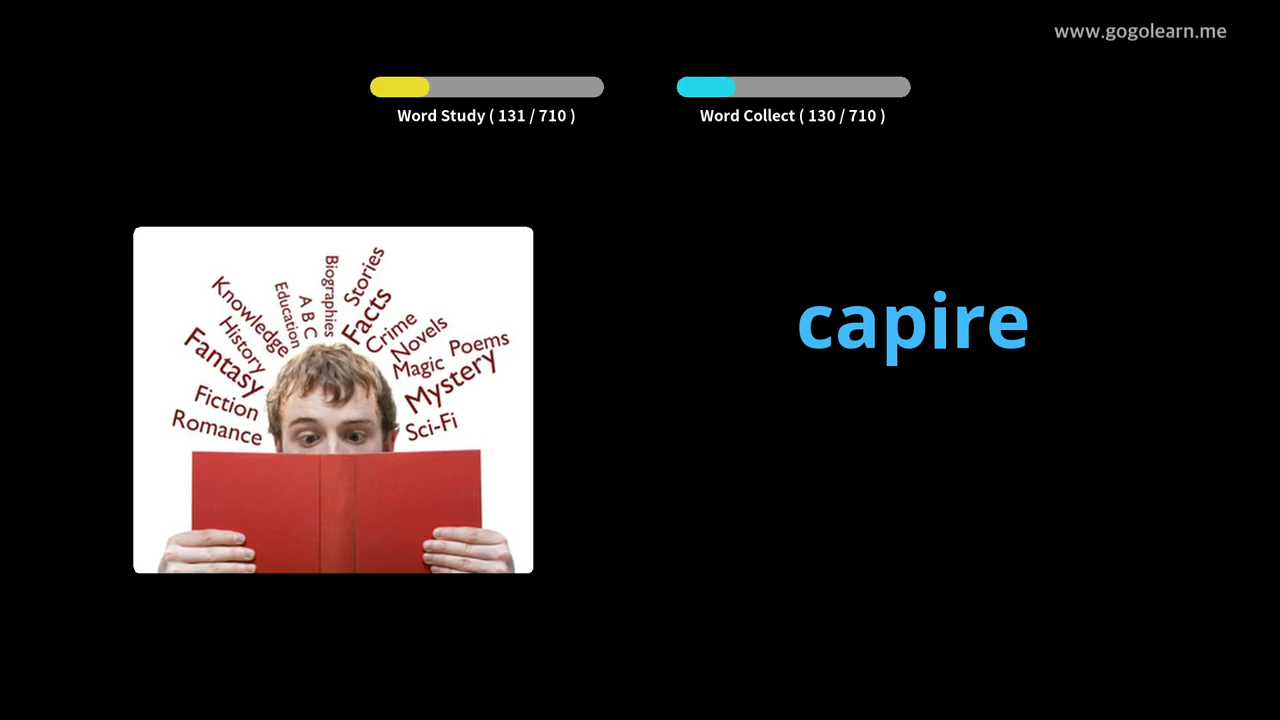 www.gogolearn.me
Word Study ( 131 / 710 )
Word Collect ( 130 / 710 )
capire
Biographies
Stories
Education
A B C
Facts
Knowledge
History
Crime
Novels
Poems
Fantasy
Magic
Mystery
Fiction
Romance
Sci-Fi